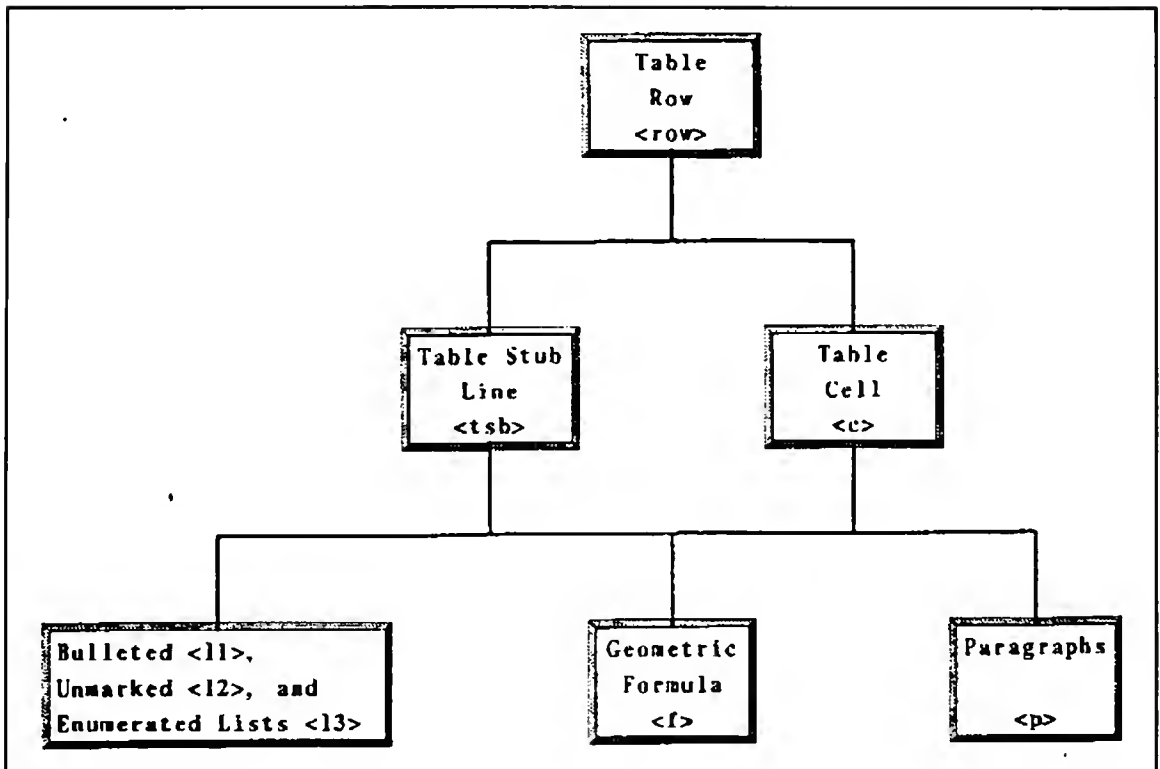 Table
Row
<row>
Table Stub
Line
<tsb>
Table
Cell
<c>
Bulleted <l1>,
Unmarked <l2>, and
Enumerated Lists <l3>
Geometric
Formula
<f>
Paragraphs
<p>